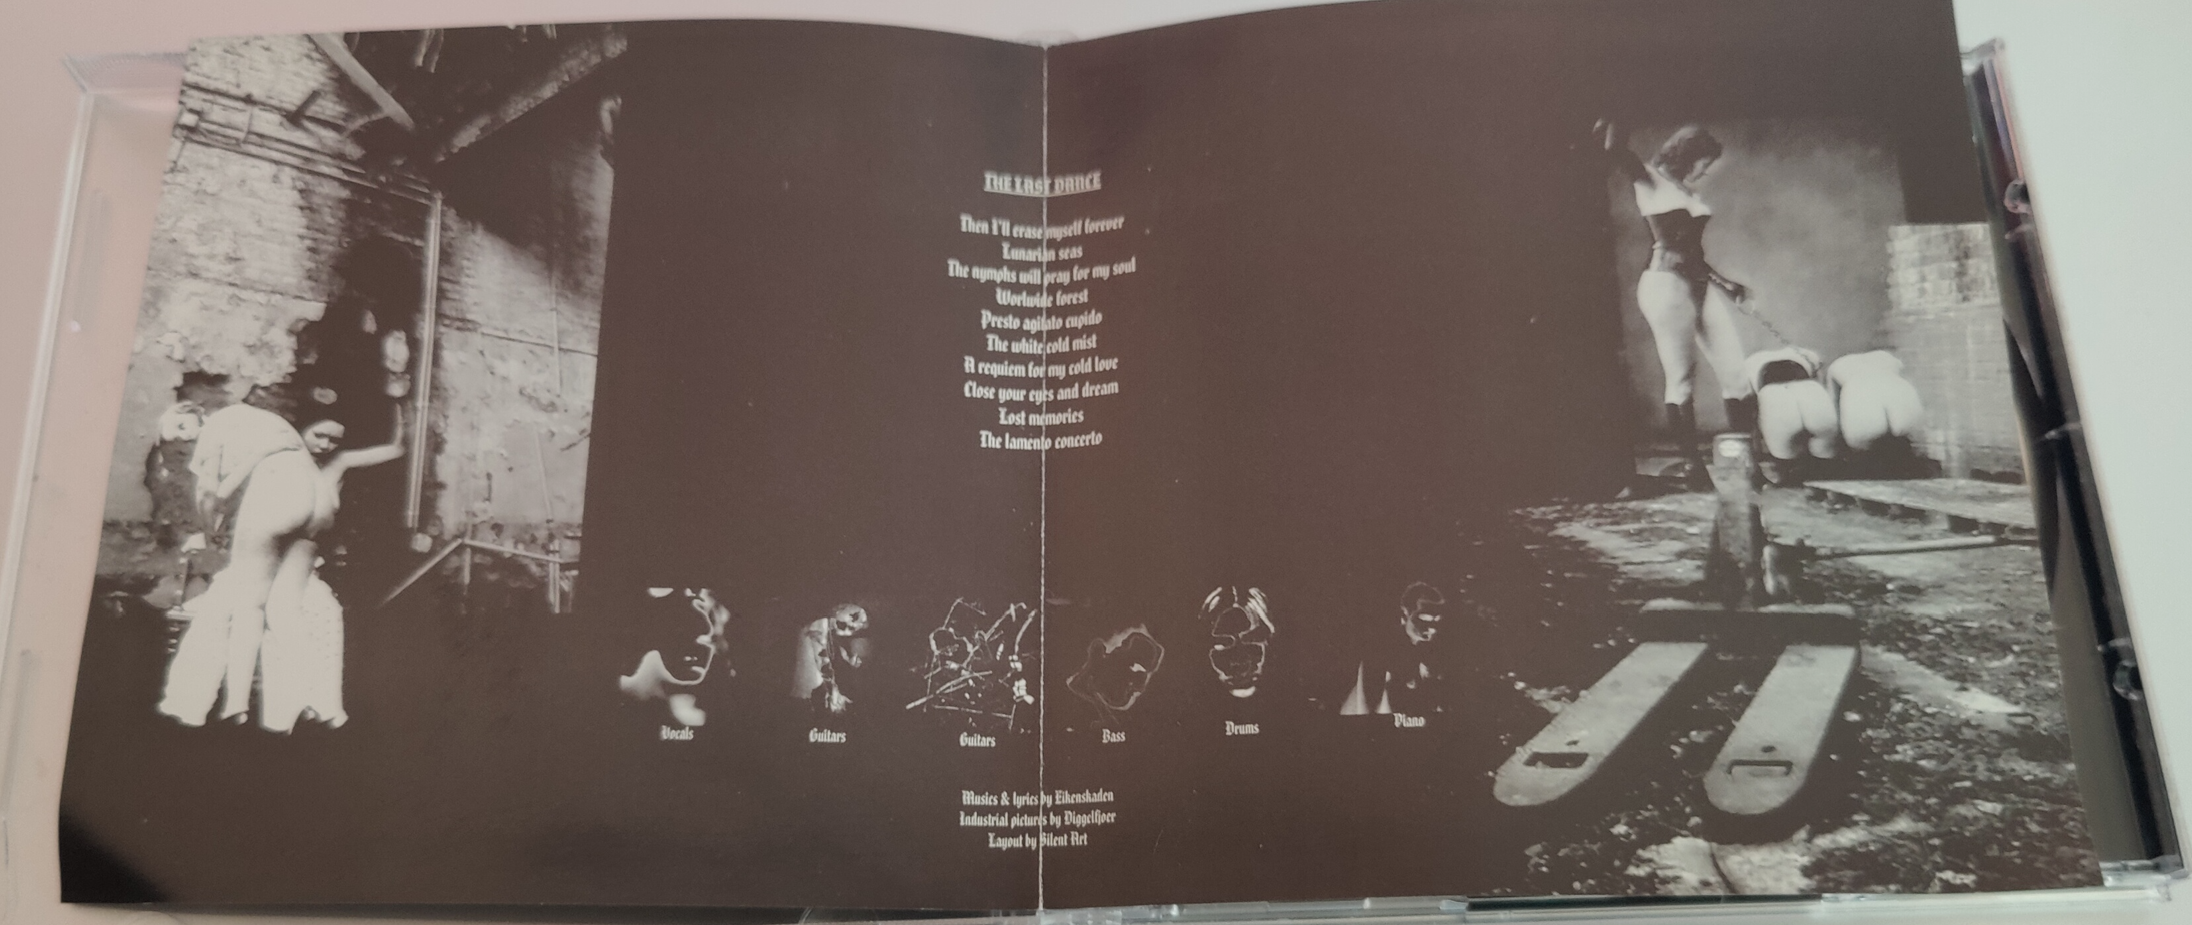 THE LAST DANCE
Then I'll erase myself forever
Lunarian seas
The nymphs will pray for my soul
Worlwide forest
Presto agitato cupido
The white cold mist
A requiem for my cold love
Close your eyes and dream
Lost memories
The lamento concerto
Vocals
Guitars
Guitars
Bass
Drums
Piano
Musics & lyrics by Eikenskaden
Industrial pictures by Diggelfjoer
Layout by Silent Art